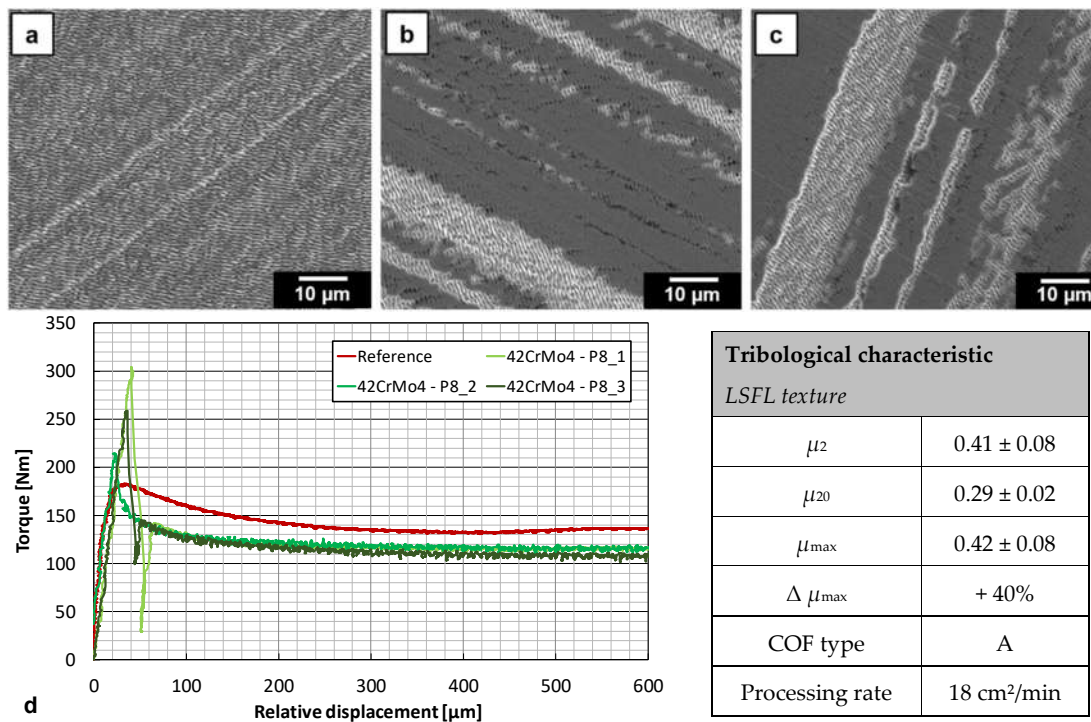 a
b
c
10 µm
10 µm
10 µm
350
300
250
200
150
100
50
0
Torque [Nm]
Reference
42CrMo4 - P8_1
42CrMo4 - P8_2
42CrMo4 - P8_3
0 100 200 300 400 500 600
Relative displacement [µm]
d
Tribological characteristic
LSFL texture
μ2 0.41 ± 0.08
μ20 0.29 ± 0.02
μmax 0.42 ± 0.08
Δ μmax + 40%
COF type A
Processing rate 18 cm²/min